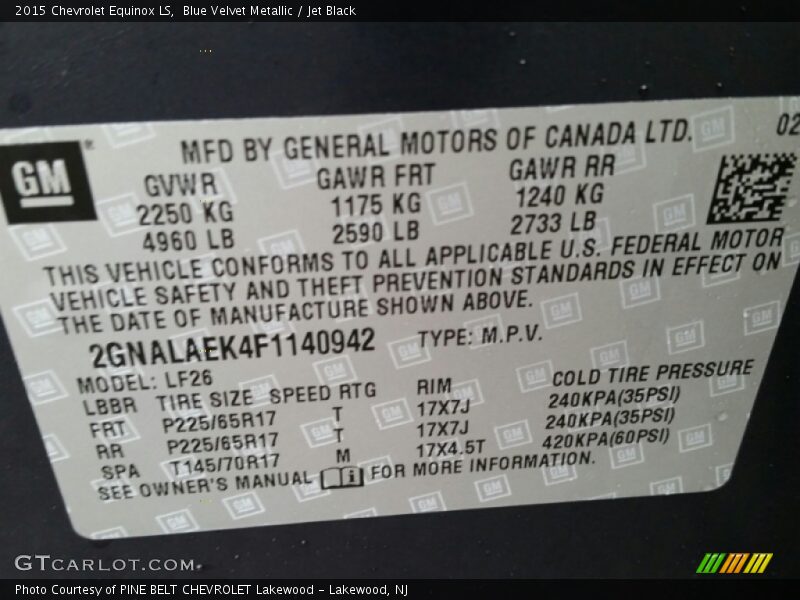 2015 Chevrolet Equinox LS,  Blue Velvet Metallic / Jet Black
GM
®
MFD BY GENERAL MOTORS OF CANADA LTD.
02
GVWR GAWR FRT GAWR RR
2250 KG 1175 KG 1240 KG
4960 LB 2590 LB 2733 LB
THIS VEHICLE CONFORMS TO ALL APPLICABLE U.S. FEDERAL MOTOR
VEHICLE SAFETY AND THEFT PREVENTION STANDARDS IN EFFECT ON
THE DATE OF MANUFACTURE SHOWN ABOVE.
2GNALAEK4F1140942 TYPE: M.P.V.
MODEL: LF26
LBBR TIRE SIZE SPEED RTG RIM COLD TIRE PRESSURE
FRT P225/65R17 T 17X7J 240KPA(35PSI)
RR P225/65R17 T 17X7J 240KPA(35PSI)
SPA T145/70R17 M 17X4.5T 420KPA(60PSI)
SEE OWNER'S MANUAL i FOR MORE INFORMATION.
GTCARLOT.COM
Photo Courtesy of PINE BELT CHEVROLET Lakewood - Lakewood, NJ